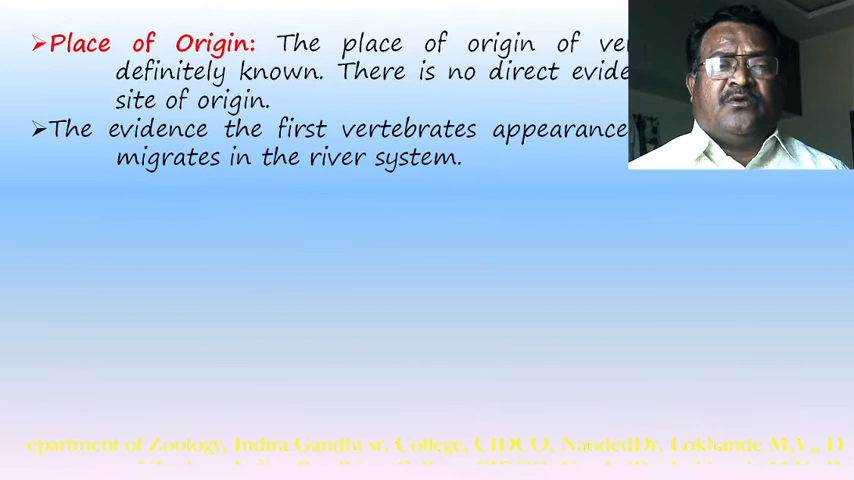 Place of Origin: The place of origin of
definitely known. There is no direct
site of origin.
The evidence the first vertebrates appearance
migrates in the river system.
epartment of Zoology, Indira Gandhi sr. College, CIDCO, NandedDr. Lokhande M,V,, D